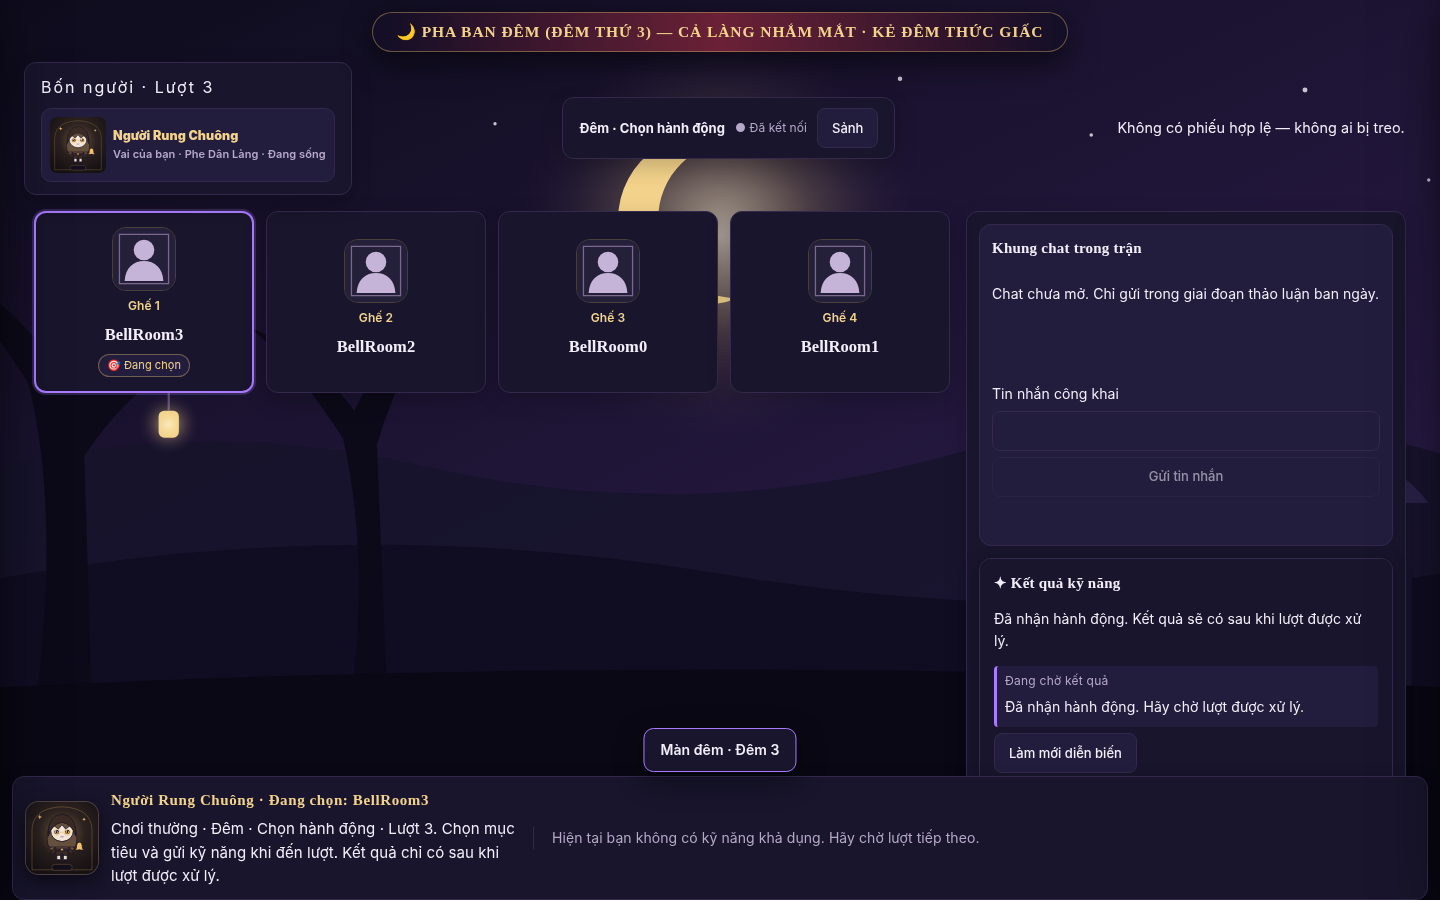 🌙 PHA BAN ĐÊM (ĐÊM THỨ 3) — CẢ LÀNG NHẮM MẮT · KẺ ĐÊM THỨC GIẤC
Bốn người · Lượt 3
Người Rung Chuông
Vai của bạn · Phe Dân Làng · Đang sống
Đêm · Chọn hành động
Đã kết nối
Sảnh
Không có phiếu hợp lệ — không ai bị treo.
Ghế 1
BellRoom3
🎯 Đang chọn
Ghế 2
BellRoom2
Ghế 3
BellRoom0
Ghế 4
BellRoom1
Khung chat trong trận
Chat chưa mở. Chỉ gửi trong giai đoạn thảo luận ban ngày.
Tin nhắn công khai
Gửi tin nhắn
✦ Kết quả kỹ năng
Đã nhận hành động. Kết quả sẽ có sau khi lượt được xử
lý.
Đang chờ kết quả
Đã nhận hành động. Hãy chờ lượt được xử lý.
Làm mới diễn biến
Màn đêm · Đêm 3
Người Rung Chuông · Đang chọn: BellRoom3
Chơi thường · Đêm · Chọn hành động · Lượt 3. Chọn mục
tiêu và gửi kỹ năng khi đến lượt. Kết quả chỉ có sau khi
lượt được xử lý.
Hiện tại bạn không có kỹ năng khả dụng. Hãy chờ lượt tiếp theo.